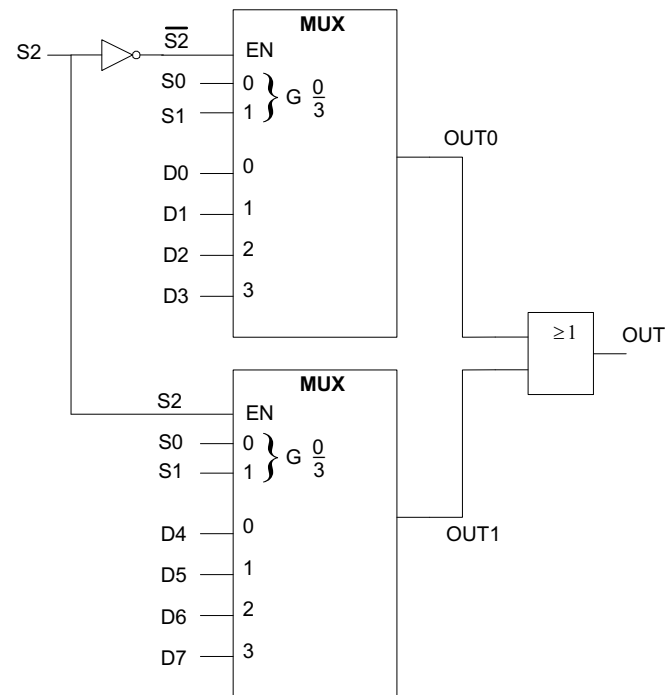 MUX
S2
S̅2̅
EN
S0
0
} G 0/3
S1
1
OUT0
D0
0
D1
1
D2
2
D3
3
≥1
OUT
MUX
S2
EN
S0
0
} G 0/3
S1
1
OUT1
D4
0
D5
1
D6
2
D7
3